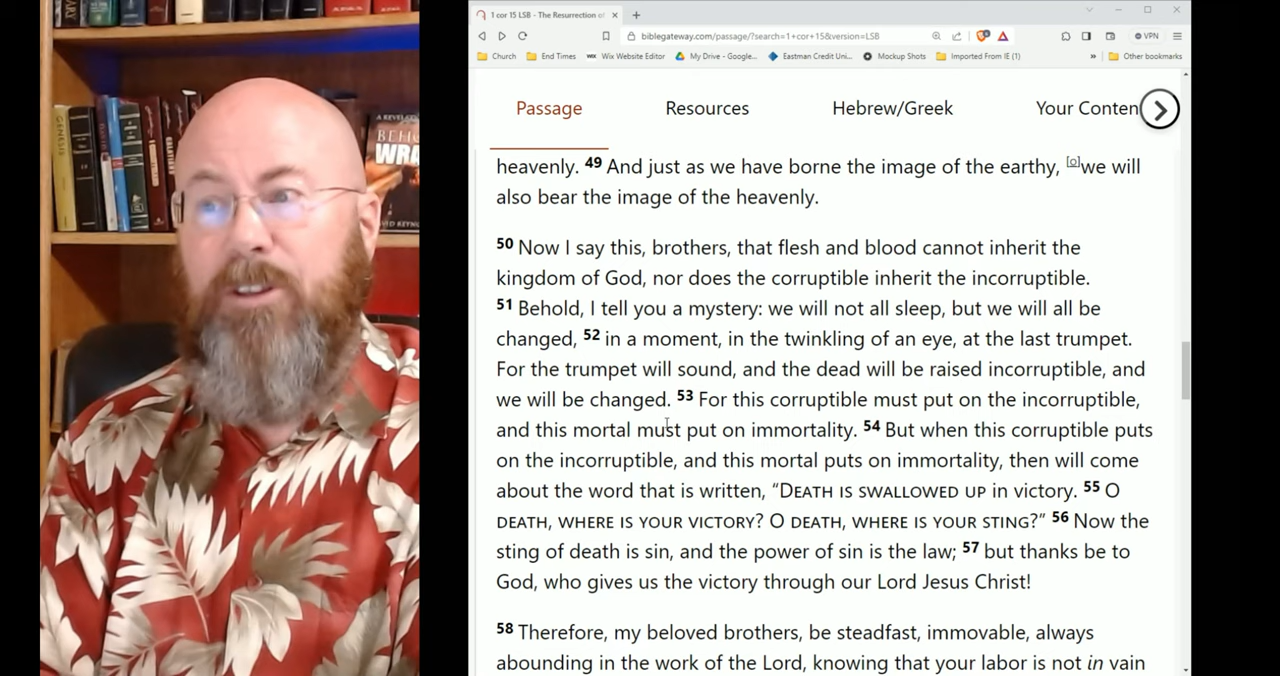 GENESIS
GALATIANS
A REVEL
BEHO
WRA
1 cor 15 LSB - The Resurrection of
biblegateway.com/passage/?search=1+cor+15&version=LSB
VPN
Church
End Times
WiX Wix Website Editor
My Drive - Google...
Eastman Credit Uni...
Mockup Shots
Imported From IE (1)
»
Other bookmarks
Passage
Resources
Hebrew/Greek
Your Conten
heavenly. 49 And just as we have borne the image of the earthy, [o]we will
also bear the image of the heavenly.
50 Now I say this, brothers, that flesh and blood cannot inherit the
kingdom of God, nor does the corruptible inherit the incorruptible.
51 Behold, I tell you a mystery: we will not all sleep, but we will all be
changed, 52 in a moment, in the twinkling of an eye, at the last trumpet.
For the trumpet will sound, and the dead will be raised incorruptible, and
we will be changed. 53 For this corruptible must put on the incorruptible,
and this mortal must put on immortality. 54 But when this corruptible puts
on the incorruptible, and this mortal puts on immortality, then will come
about the word that is written, “DEATH IS SWALLOWED UP in victory. 55 O
DEATH, WHERE IS YOUR VICTORY? O DEATH, WHERE IS YOUR STING?” 56 Now the
sting of death is sin, and the power of sin is the law; 57 but thanks be to
God, who gives us the victory through our Lord Jesus Christ!
58 Therefore, my beloved brothers, be steadfast, immovable, always
abounding in the work of the Lord, knowing that your labor is not in vain